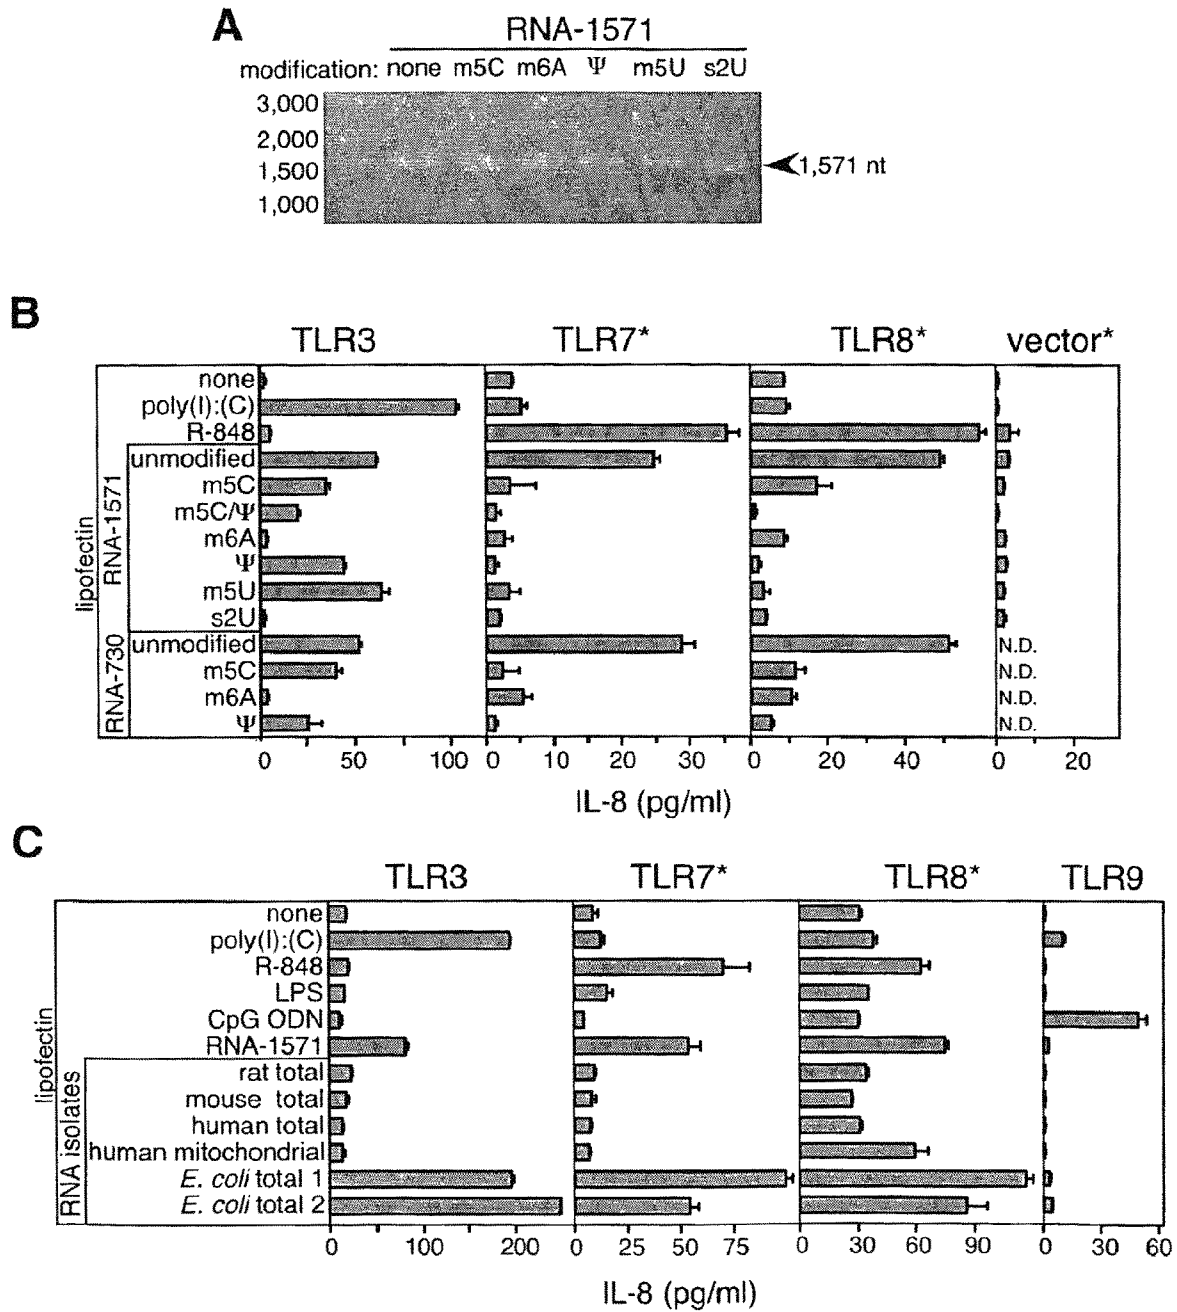 A
RNA-1571
modification: none m5C m6A Ψ m5U s2U
3,000
2,000
1,500
1,000
1,571 nt
B
TLR3 TLR7* TLR8* vector*
lipofectin
RNA-1571
RNA-730
none
poly(I):(C)
R-848
unmodified
m5C
m5C/Ψ
m6A
Ψ
m5U
s2U
unmodified N.D.
m5C N.D.
m6A N.D.
Ψ N.D.
0 50 100 0 10 20 30 0 20 40 0 20
IL-8 (pg/ml)
C
TLR3 TLR7* TLR8* TLR9
lipofectin
RNA isolates
none
poly(I):(C)
R-848
LPS
CpG ODN
RNA-1571
rat total
mouse total
human total
human mitochondrial
E. coli total 1
E. coli total 2
0 100 200 0 25 50 75 0 30 60 90 0 30 60
IL-8 (pg/ml)